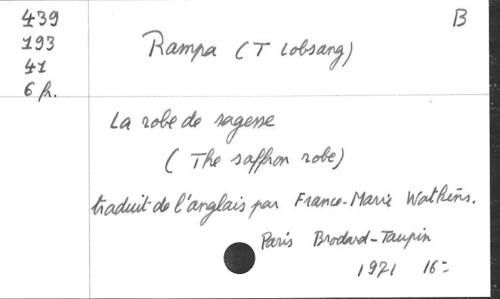 439
193
41
6 fr.
B
Rampa (T Lobsang)
La robe de sagesse
( The saffron robe)
traduit de l'anglais par France-Marie Watkins.
Paris Brodard-Taupin
1971 16=